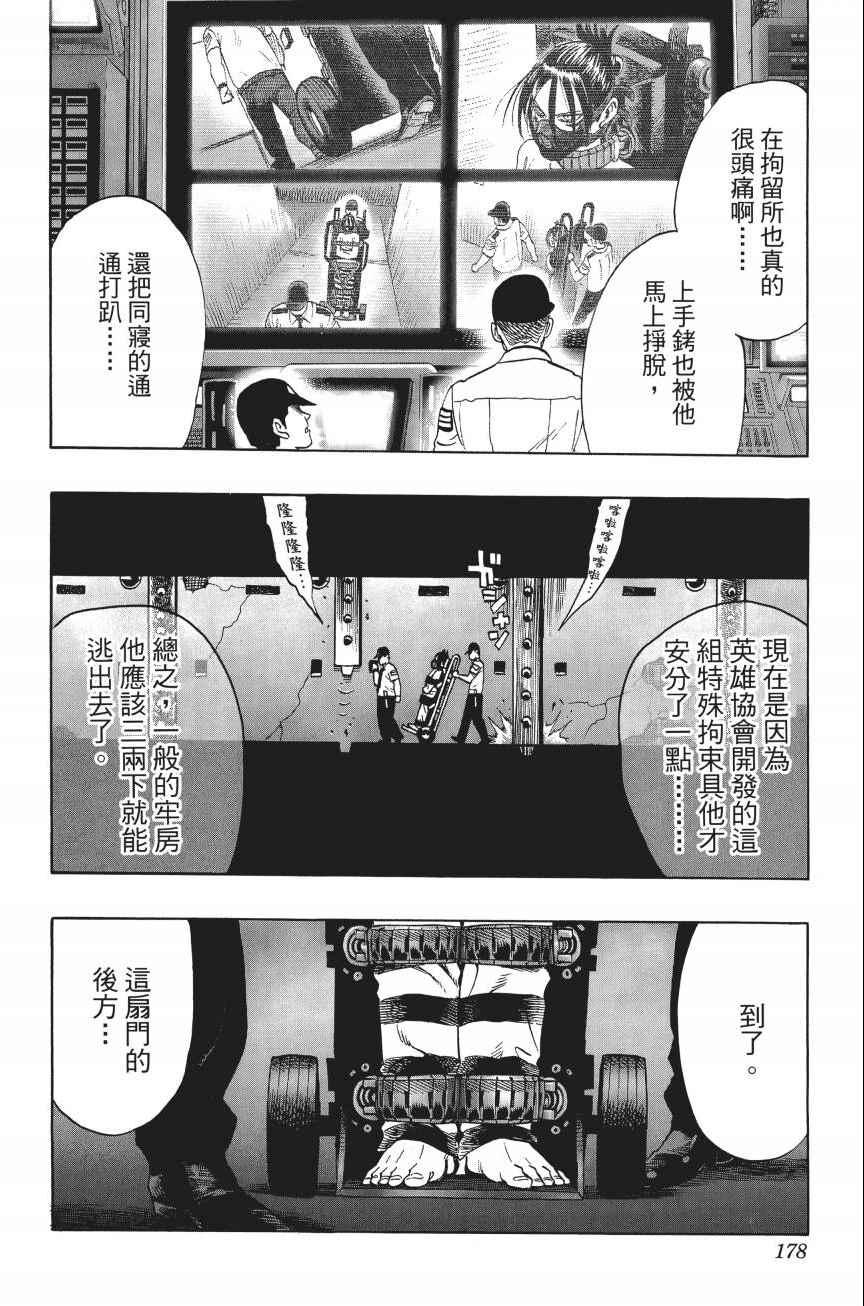 在拘留所也真的
很頭痛啊……
上手銬也被他
馬上掙脫，
還把同寢的通
通打趴……
喀啦喀啦喀啦…
隆隆隆隆…
ガシャン
現在是因為
英雄協會開發的這
組特殊拘束具他才
安分了一點………
總之，一般的牢房
他應該三兩下就能
逃出去了。
到了。
這扇門的
後方…
178